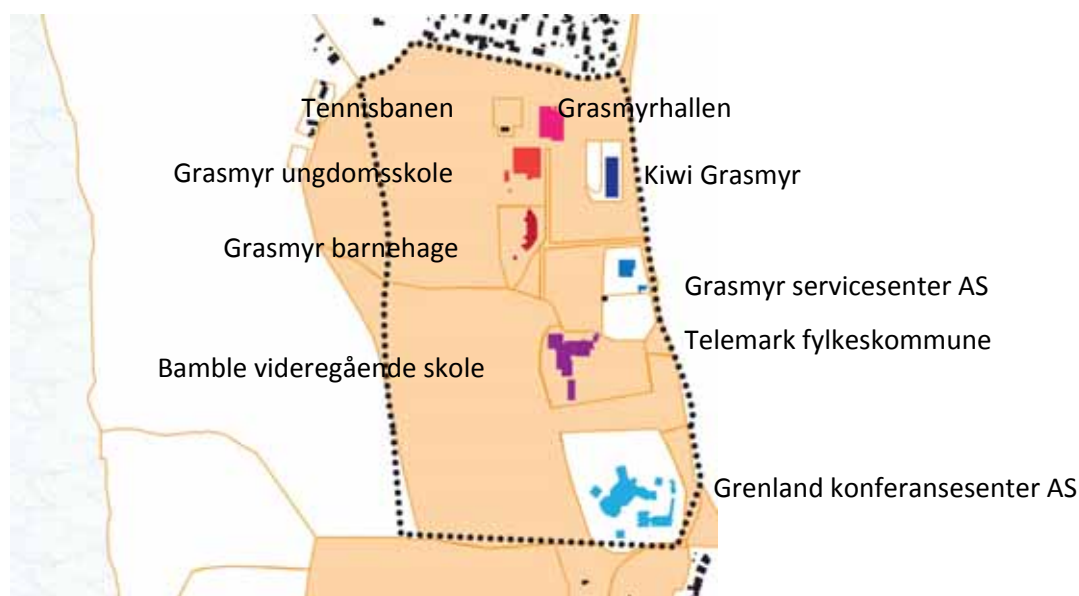 Tennisbanen
Grasmyrhallen
Grasmyr ungdomsskole
Kiwi Grasmyr
Grasmyr barnehage
Grasmyr servicesenter AS
Telemark fylkeskommune
Bamble videregående skole
Grenland konferansesenter AS